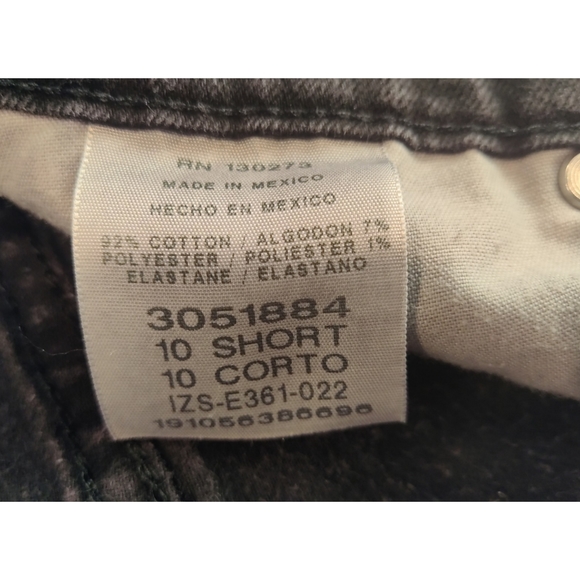 RN 130273
MADE IN MEXICO
HECHO EN MEXICO
92% COTTON / ALGODON 7%
POLYESTER / POLIESTER 1%
ELASTANE / ELASTANO
3051884
10 SHORT
10 CORTO
IZS-E361-022
191056386696